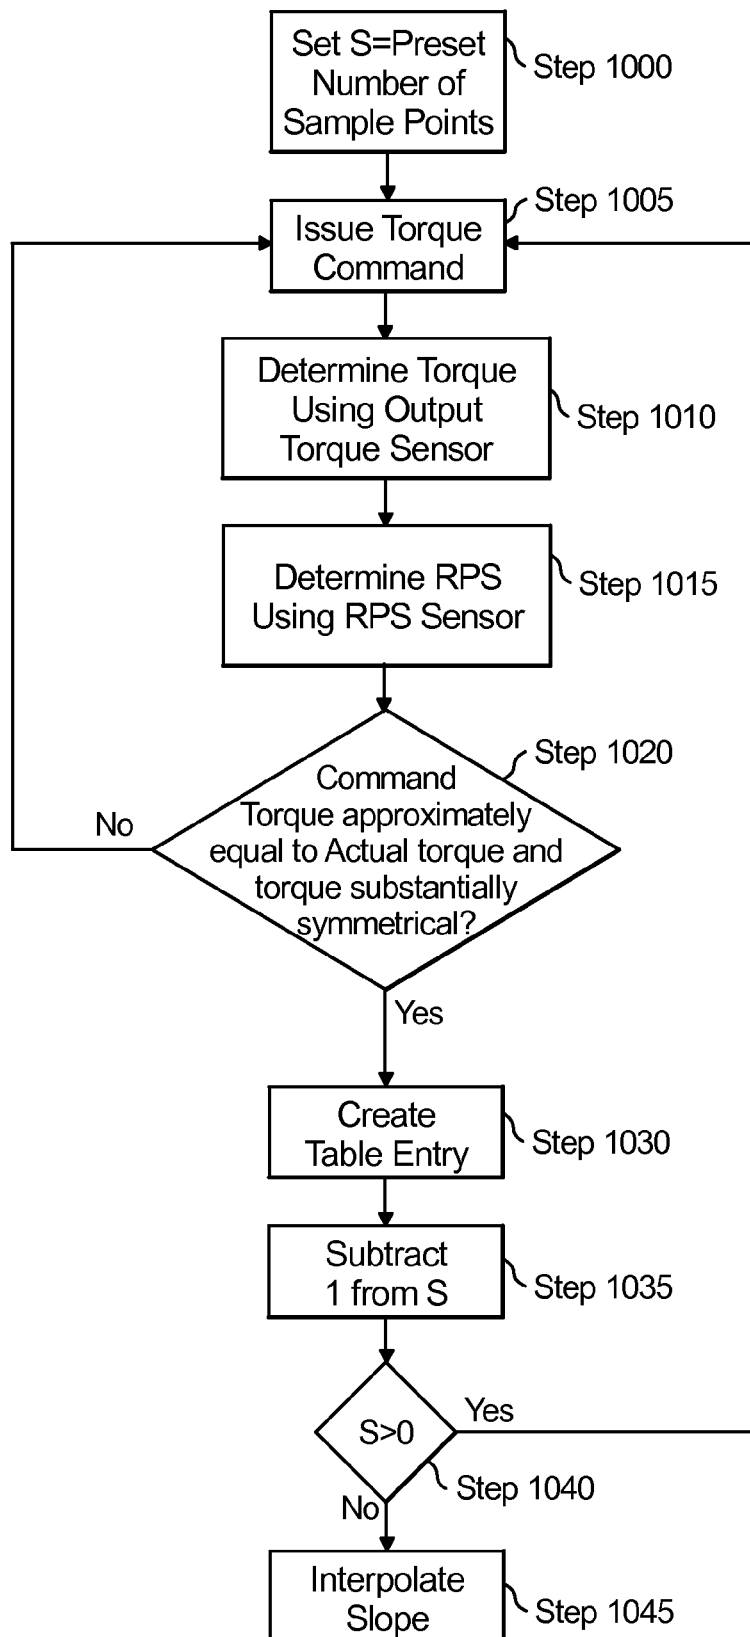 Set S=Preset
Number of
Sample Points
Step 1000
Step 1005
Issue Torque
Command
Determine Torque
Using Output
Torque Sensor
Step 1010
Determine RPS
Using RPS Sensor
Step 1015
Step 1020
Command
Torque approximately
equal to Actual torque and
torque substantially
symmetrical?
No
Yes
Create
Table Entry
Step 1030
Subtract
1 from S
Step 1035
S>0
Yes
Step 1040
No
Interpolate
Slope
Step 1045